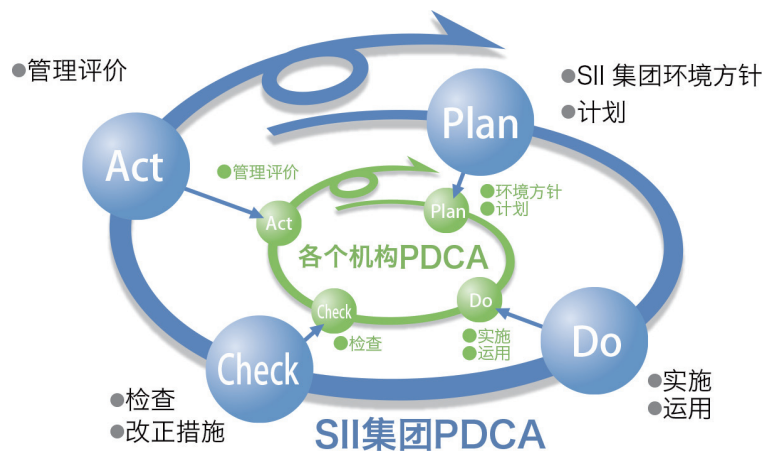 ●管理评价
●SII 集团环境方针
●计划
Plan
Act
●管理评价
●环境方针
●计划
Plan
Act
各个机构PDCA
Do
Check
●检查
●实施
●运用
Do
Check
●实施
●运用
●检查
●改正措施
SII集团PDCA